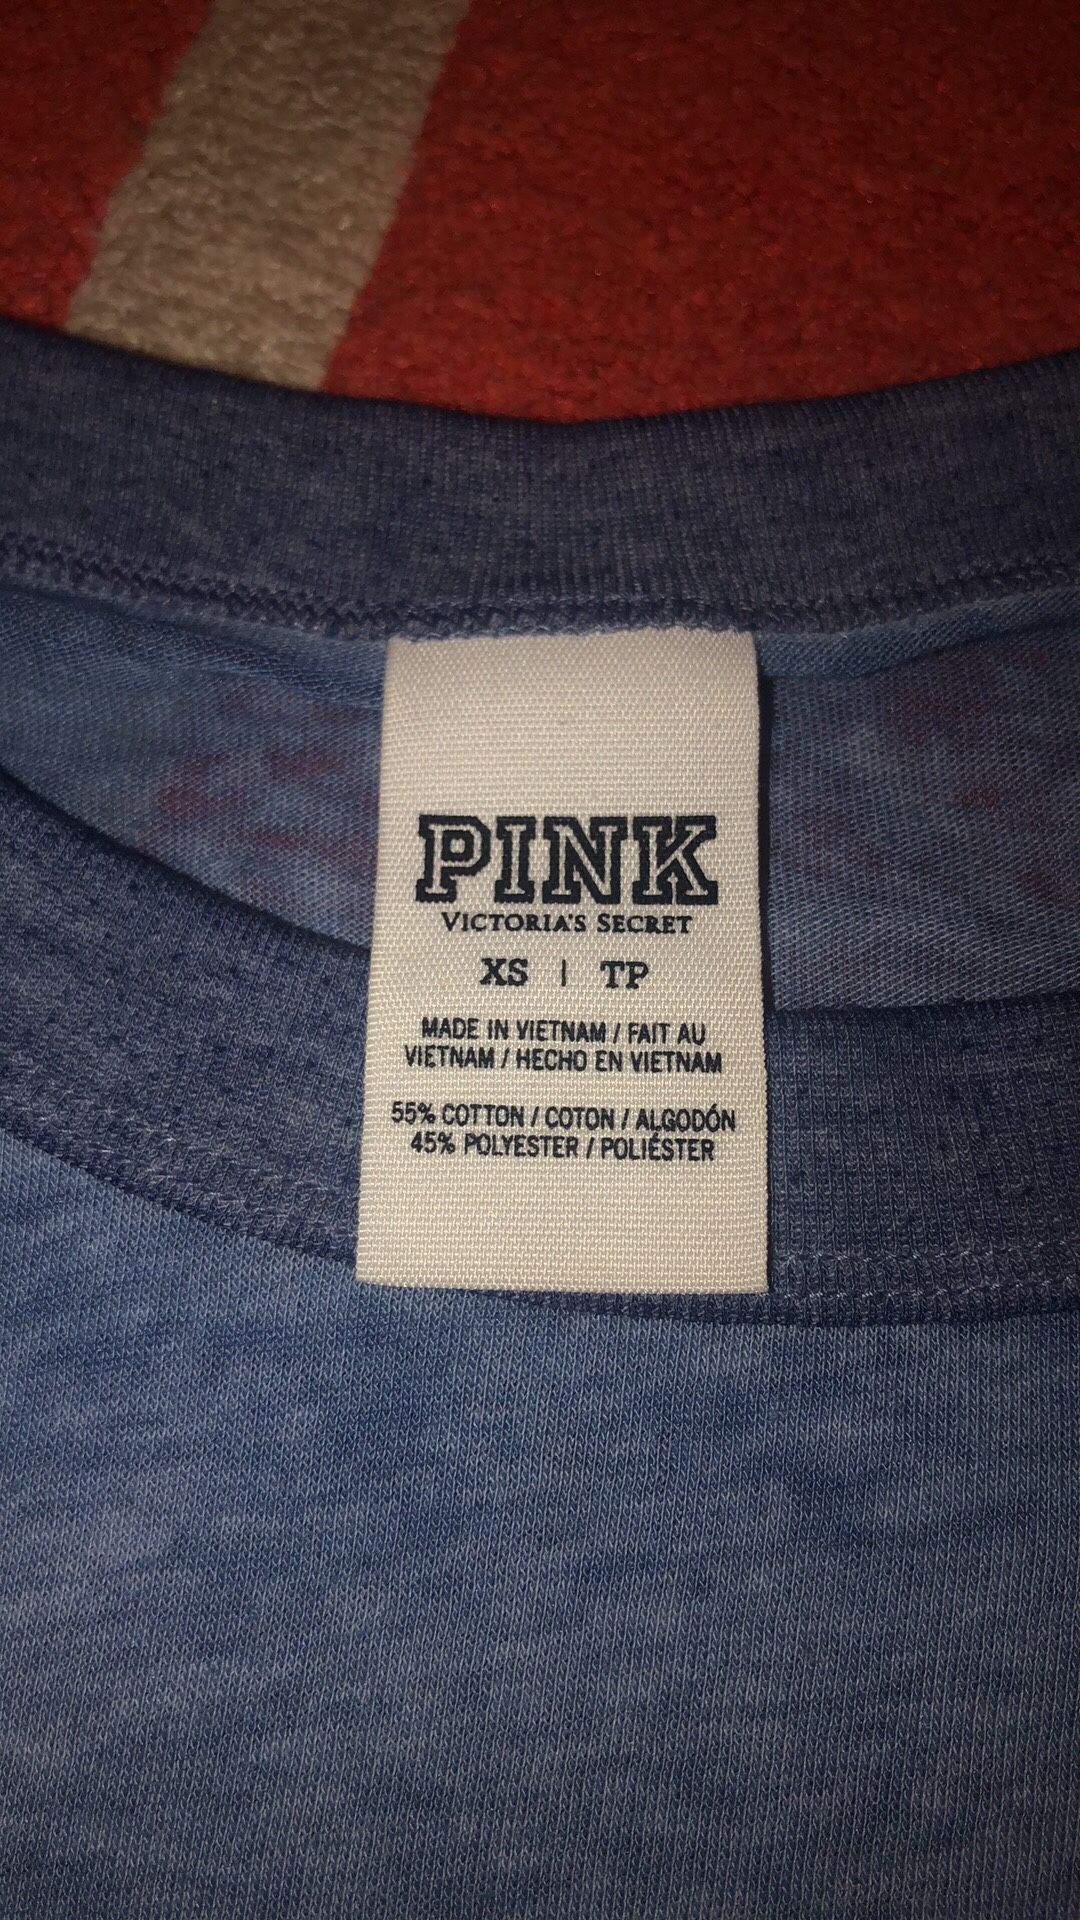 PINK
VICTORIA'S SECRET
XS | TP
MADE IN VIETNAM / FAIT AU
VIETNAM / HECHO EN VIETNAM
55% COTTON / COTON / ALGODÓN
45% POLYESTER / POLIÉSTER